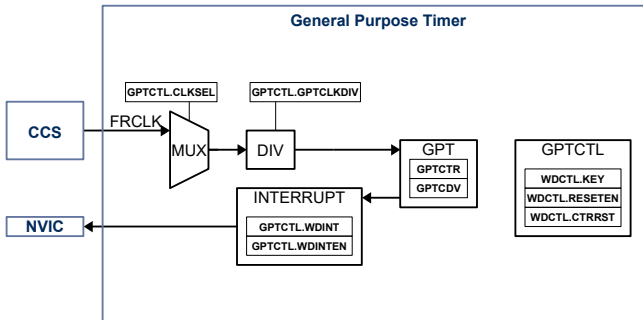 General Purpose Timer
GPTCTL.CLKSEL
GPTCTL.GPTCLKDIV
CCS
FRCLK
MUX
DIV
GPT
GPTCTR
GPTCDV
GPTCTL
WDCTL.KEY
WDCTL.RESETEN
WDCTL.CTRRST
INTERRUPT
GPTCTL.WDINT
GPTCTL.WDINTEN
NVIC